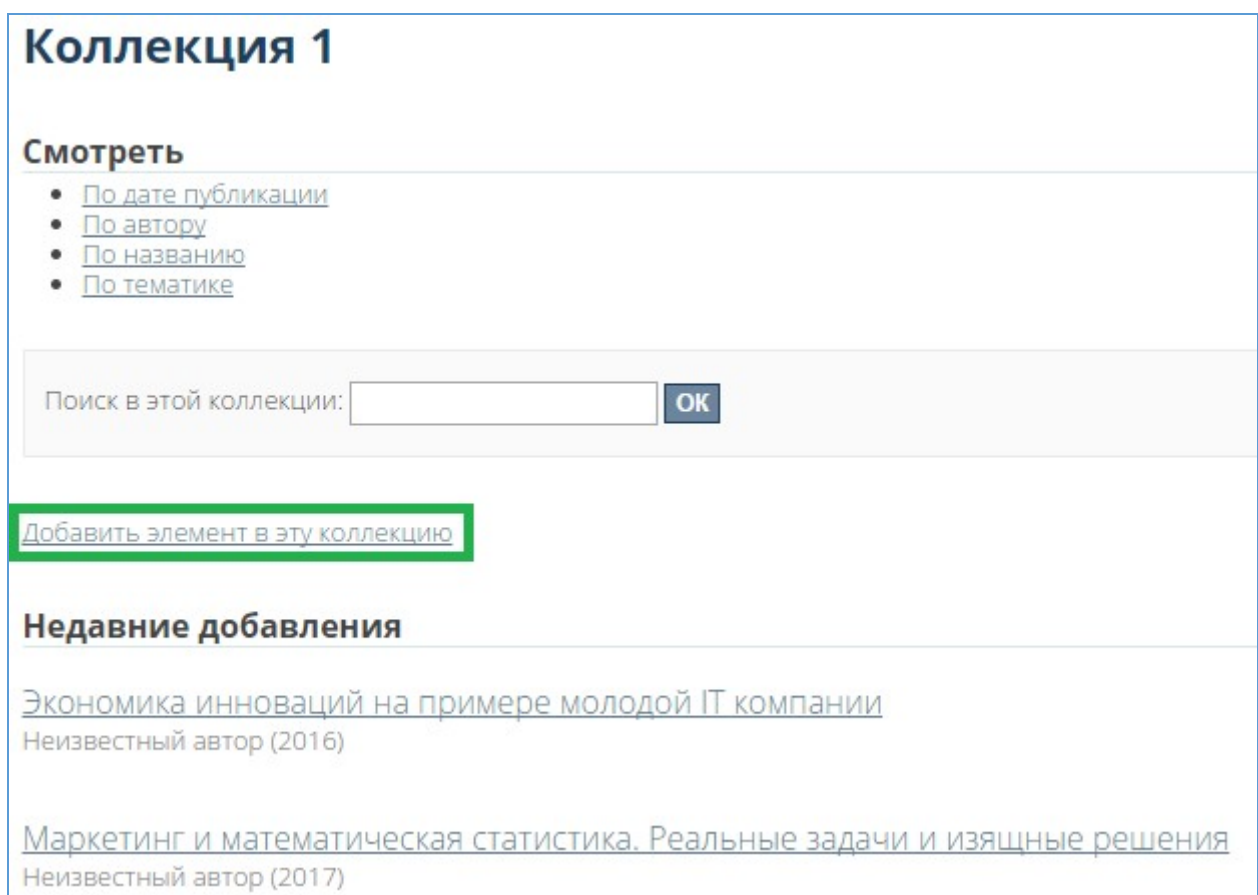 Коллекция 1
Смотреть
По дате публикации
По автору
По названию
По тематике
Поиск в этой коллекции: ОК
Добавить элемент в эту коллекцию
Недавние добавления
Экономика инноваций на примере молодой IT компании
Неизвестный автор (2016)
Маркетинг и математическая статистика. Реальные задачи и изящные решения
Неизвестный автор (2017)